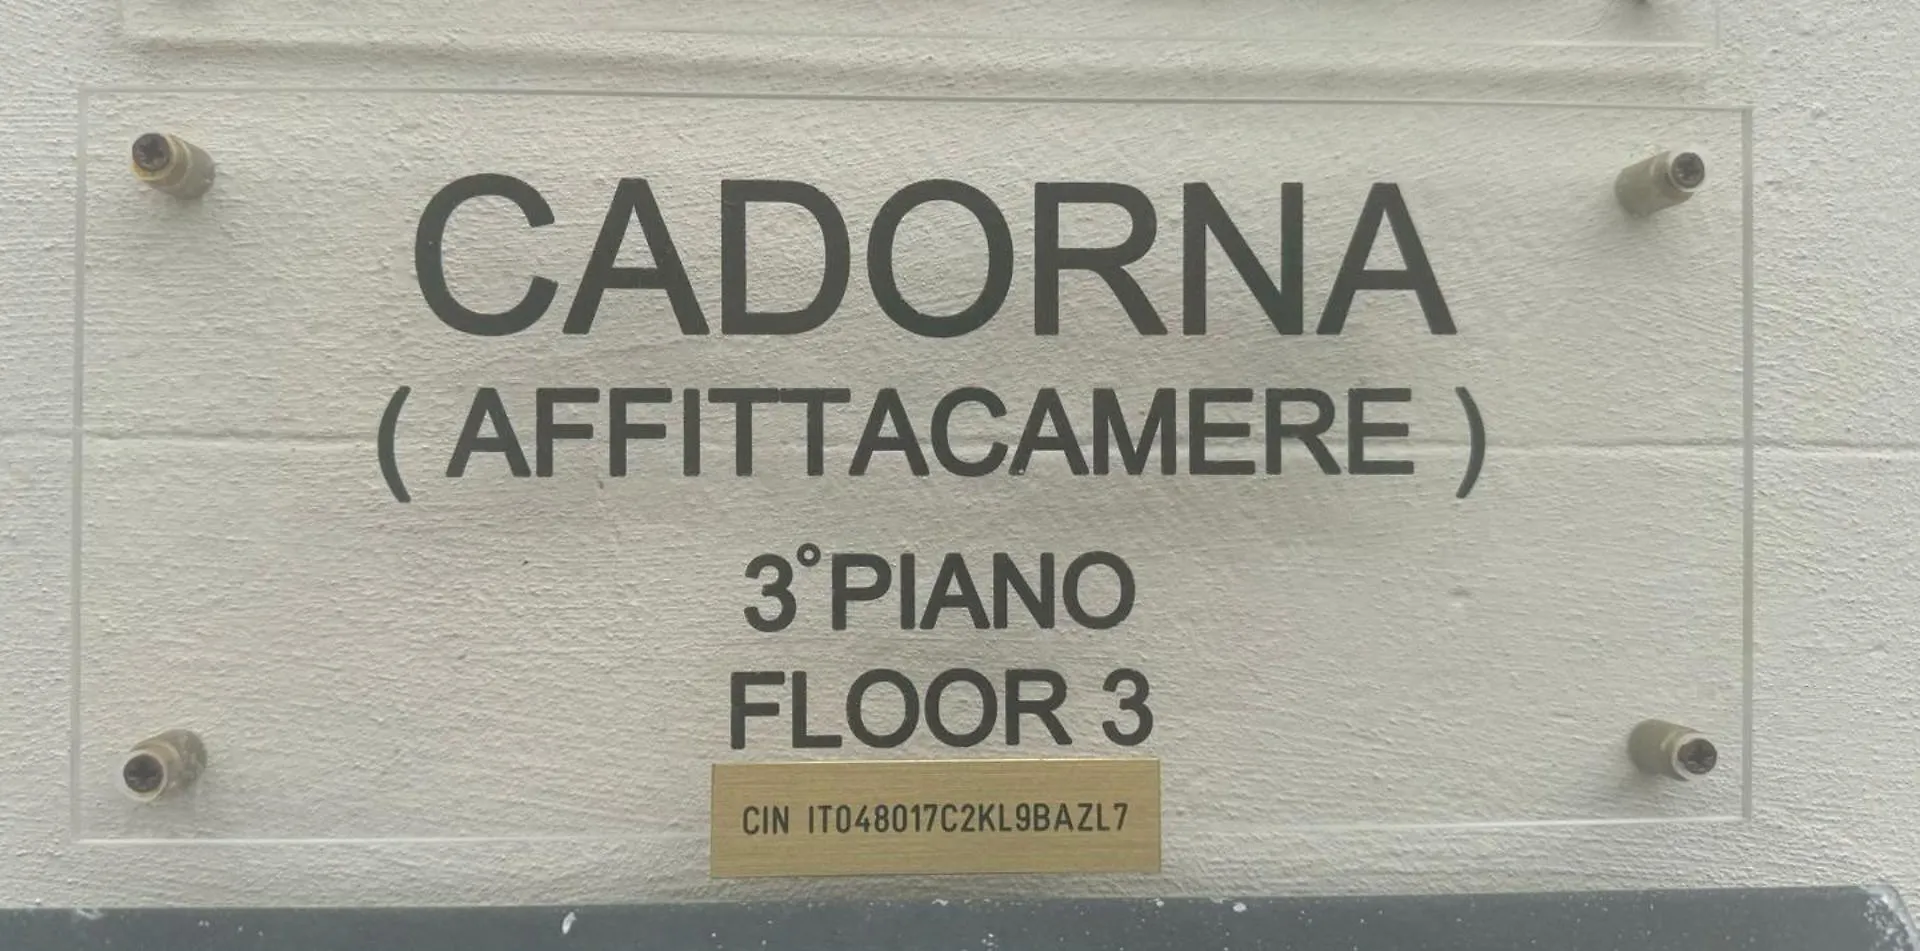 CADORNA
( AFFITTACAMERE )
3°PIANO
FLOOR 3
CIN IT048017C2KL9BAZL7